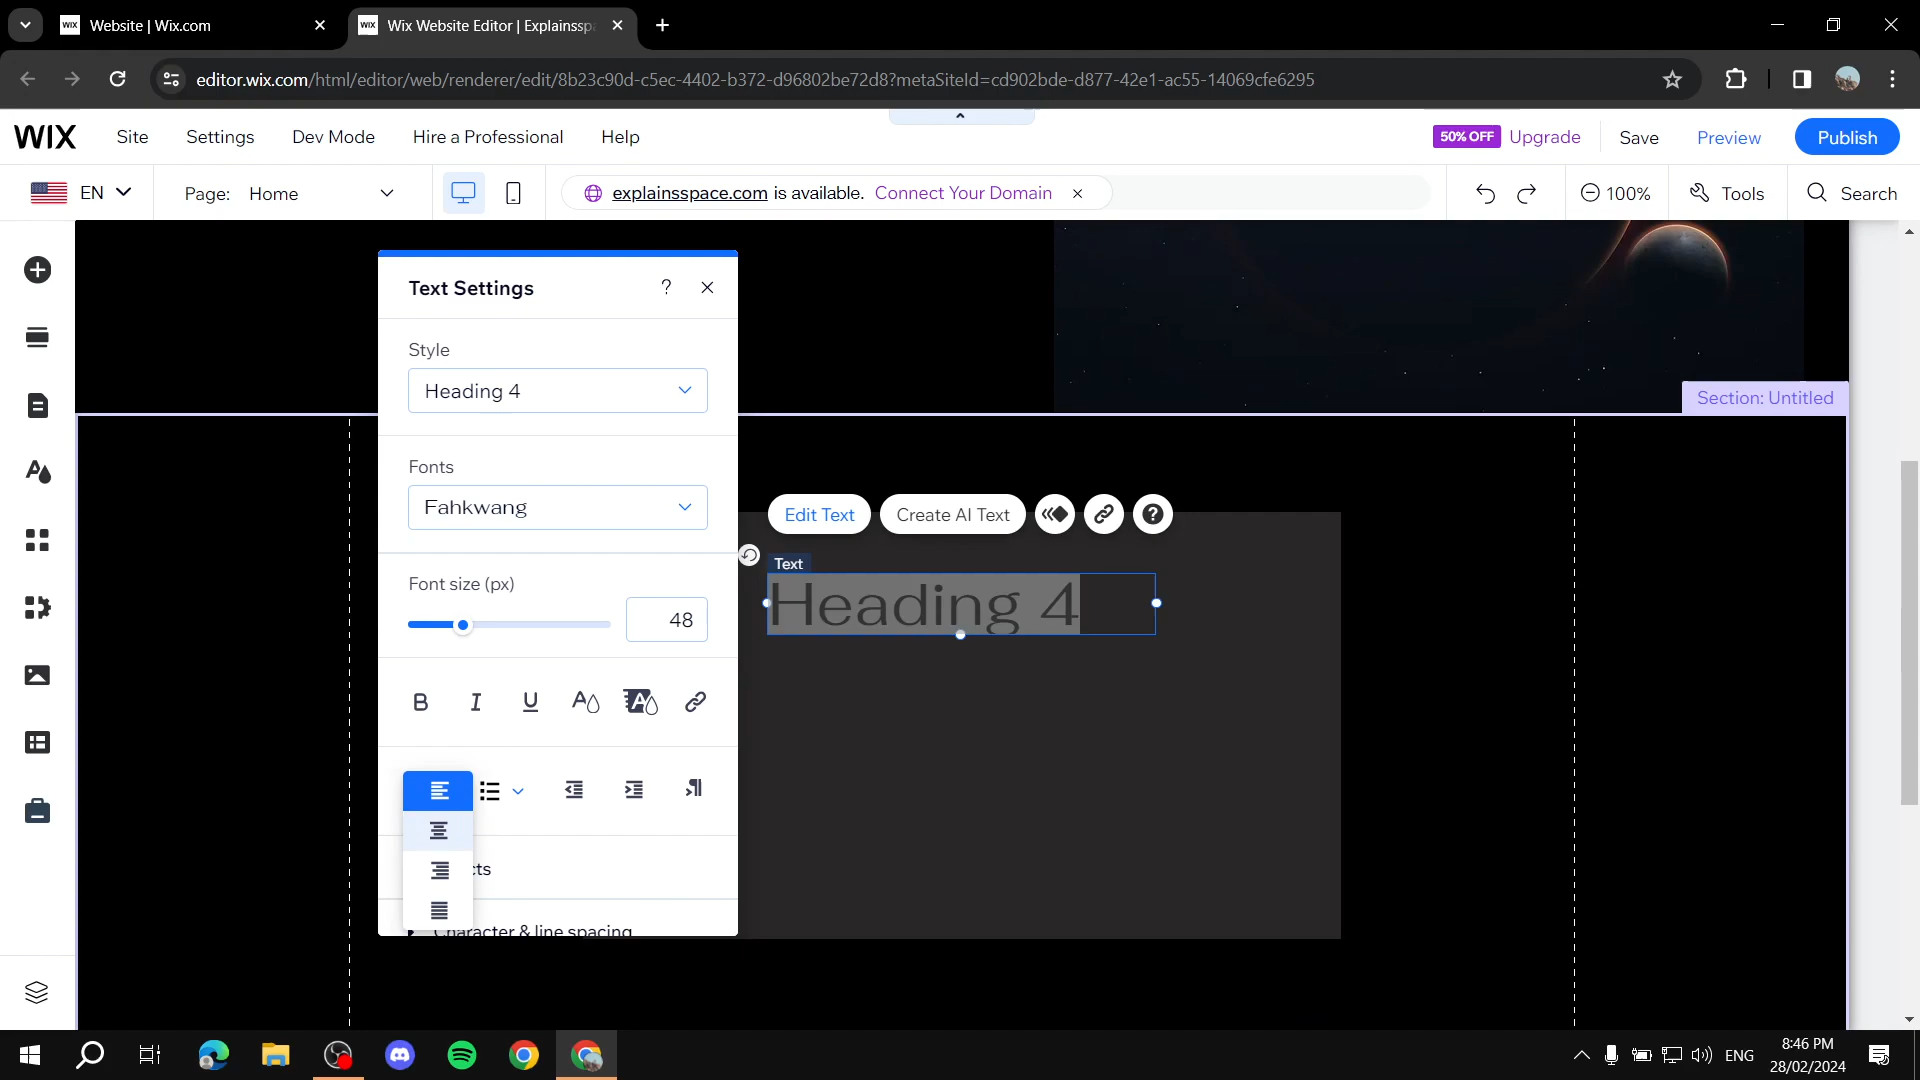 Website | Wix.com
Wix Website Editor | Explainssp
editor.wix.com/html/editor/web/renderer/edit/8b23c90d-c5ec-4402-b372-d96802be72d8?metaSiteId=cd902bde-d877-42e1-ac55-14069cfe6295
WIX
Site
Settings
Dev Mode
Hire a Professional
Help
50% OFF
Upgrade
Save
Preview
Publish
EN
Page: Home
explainsspace.com is available. Connect Your Domain
100%
Tools
Search
Text Settings
?
Style
Heading 4
Fonts
Fahkwang
Font size (px)
48
B I U
cts
Character & line spacing
Section: Untitled
Edit Text
Create AI Text
Text
Heading 4
ENG
8:46 PM
28/02/2024